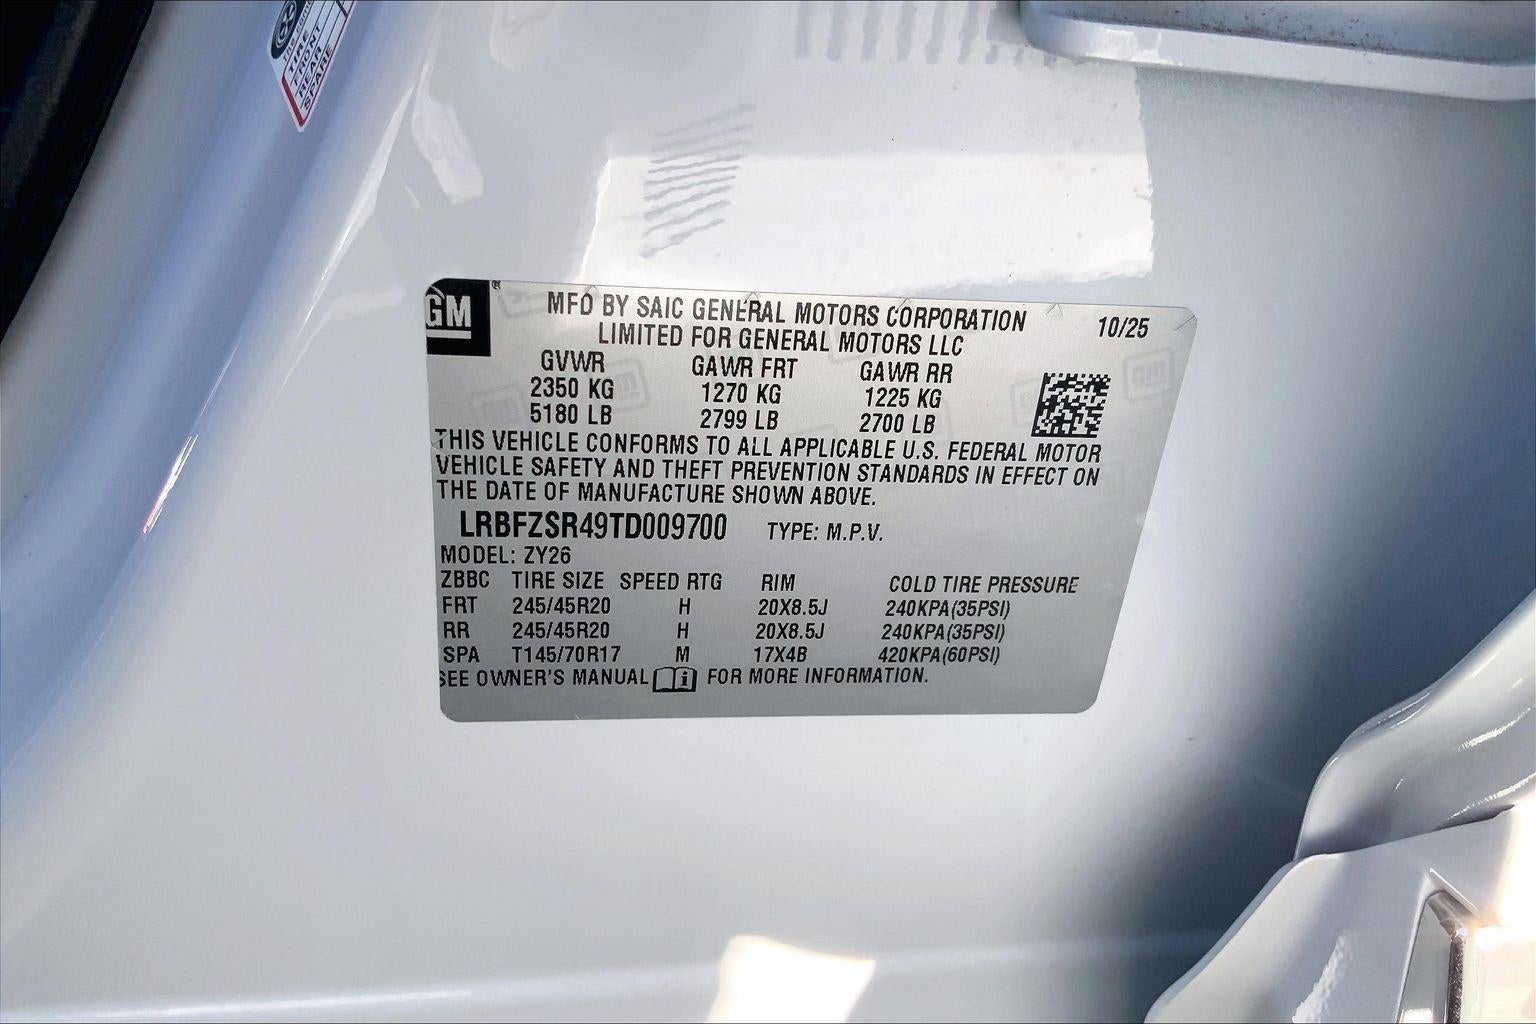 TIRE
FRONT
REAR
SPARE
GM
MFD BY SAIC GENERAL MOTORS CORPORATION
LIMITED FOR GENERAL MOTORS LLC
10/25
GVWR GAWR FRT GAWR RR
2350 KG 1270 KG 1225 KG
5180 LB 2799 LB 2700 LB
THIS VEHICLE CONFORMS TO ALL APPLICABLE U.S. FEDERAL MOTOR
VEHICLE SAFETY AND THEFT PREVENTION STANDARDS IN EFFECT ON
THE DATE OF MANUFACTURE SHOWN ABOVE.
LRBFZSR49TD009700 TYPE: M.P.V.
MODEL: ZY26
ZBBC TIRE SIZE SPEED RTG RIM COLD TIRE PRESSURE
FRT 245/45R20 H 20X8.5J 240KPA(35PSI)
RR 245/45R20 H 20X8.5J 240KPA(35PSI)
SPA T145/70R17 M 17X4B 420KPA(60PSI)
SEE OWNER'S MANUAL FOR MORE INFORMATION.